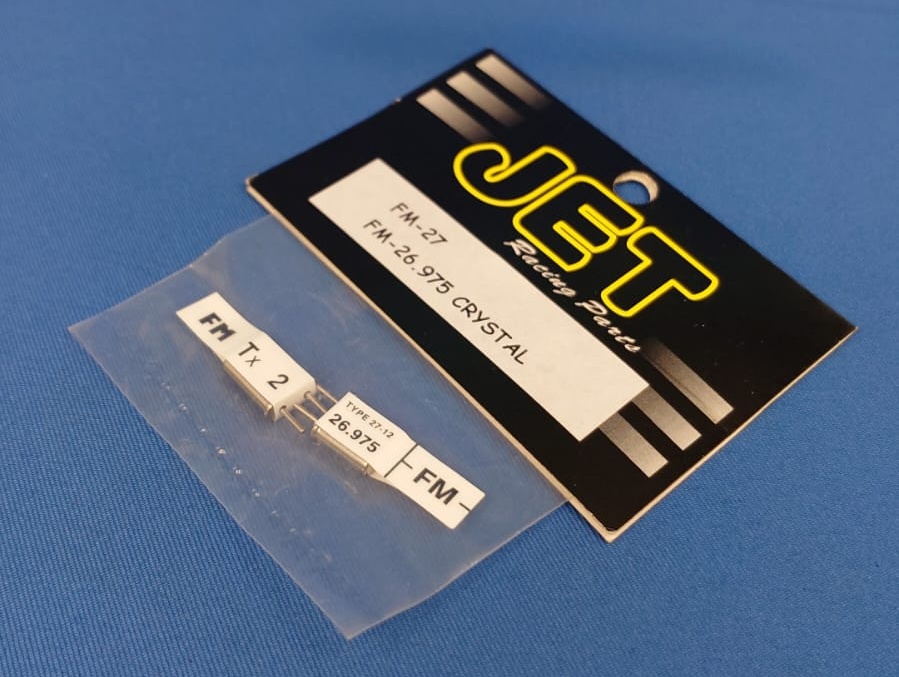 JET
Racing Parts
FM-27
FM-26.975 CRYSTAL
FM Tx 2
TYPE 27-12
26.975
FM-